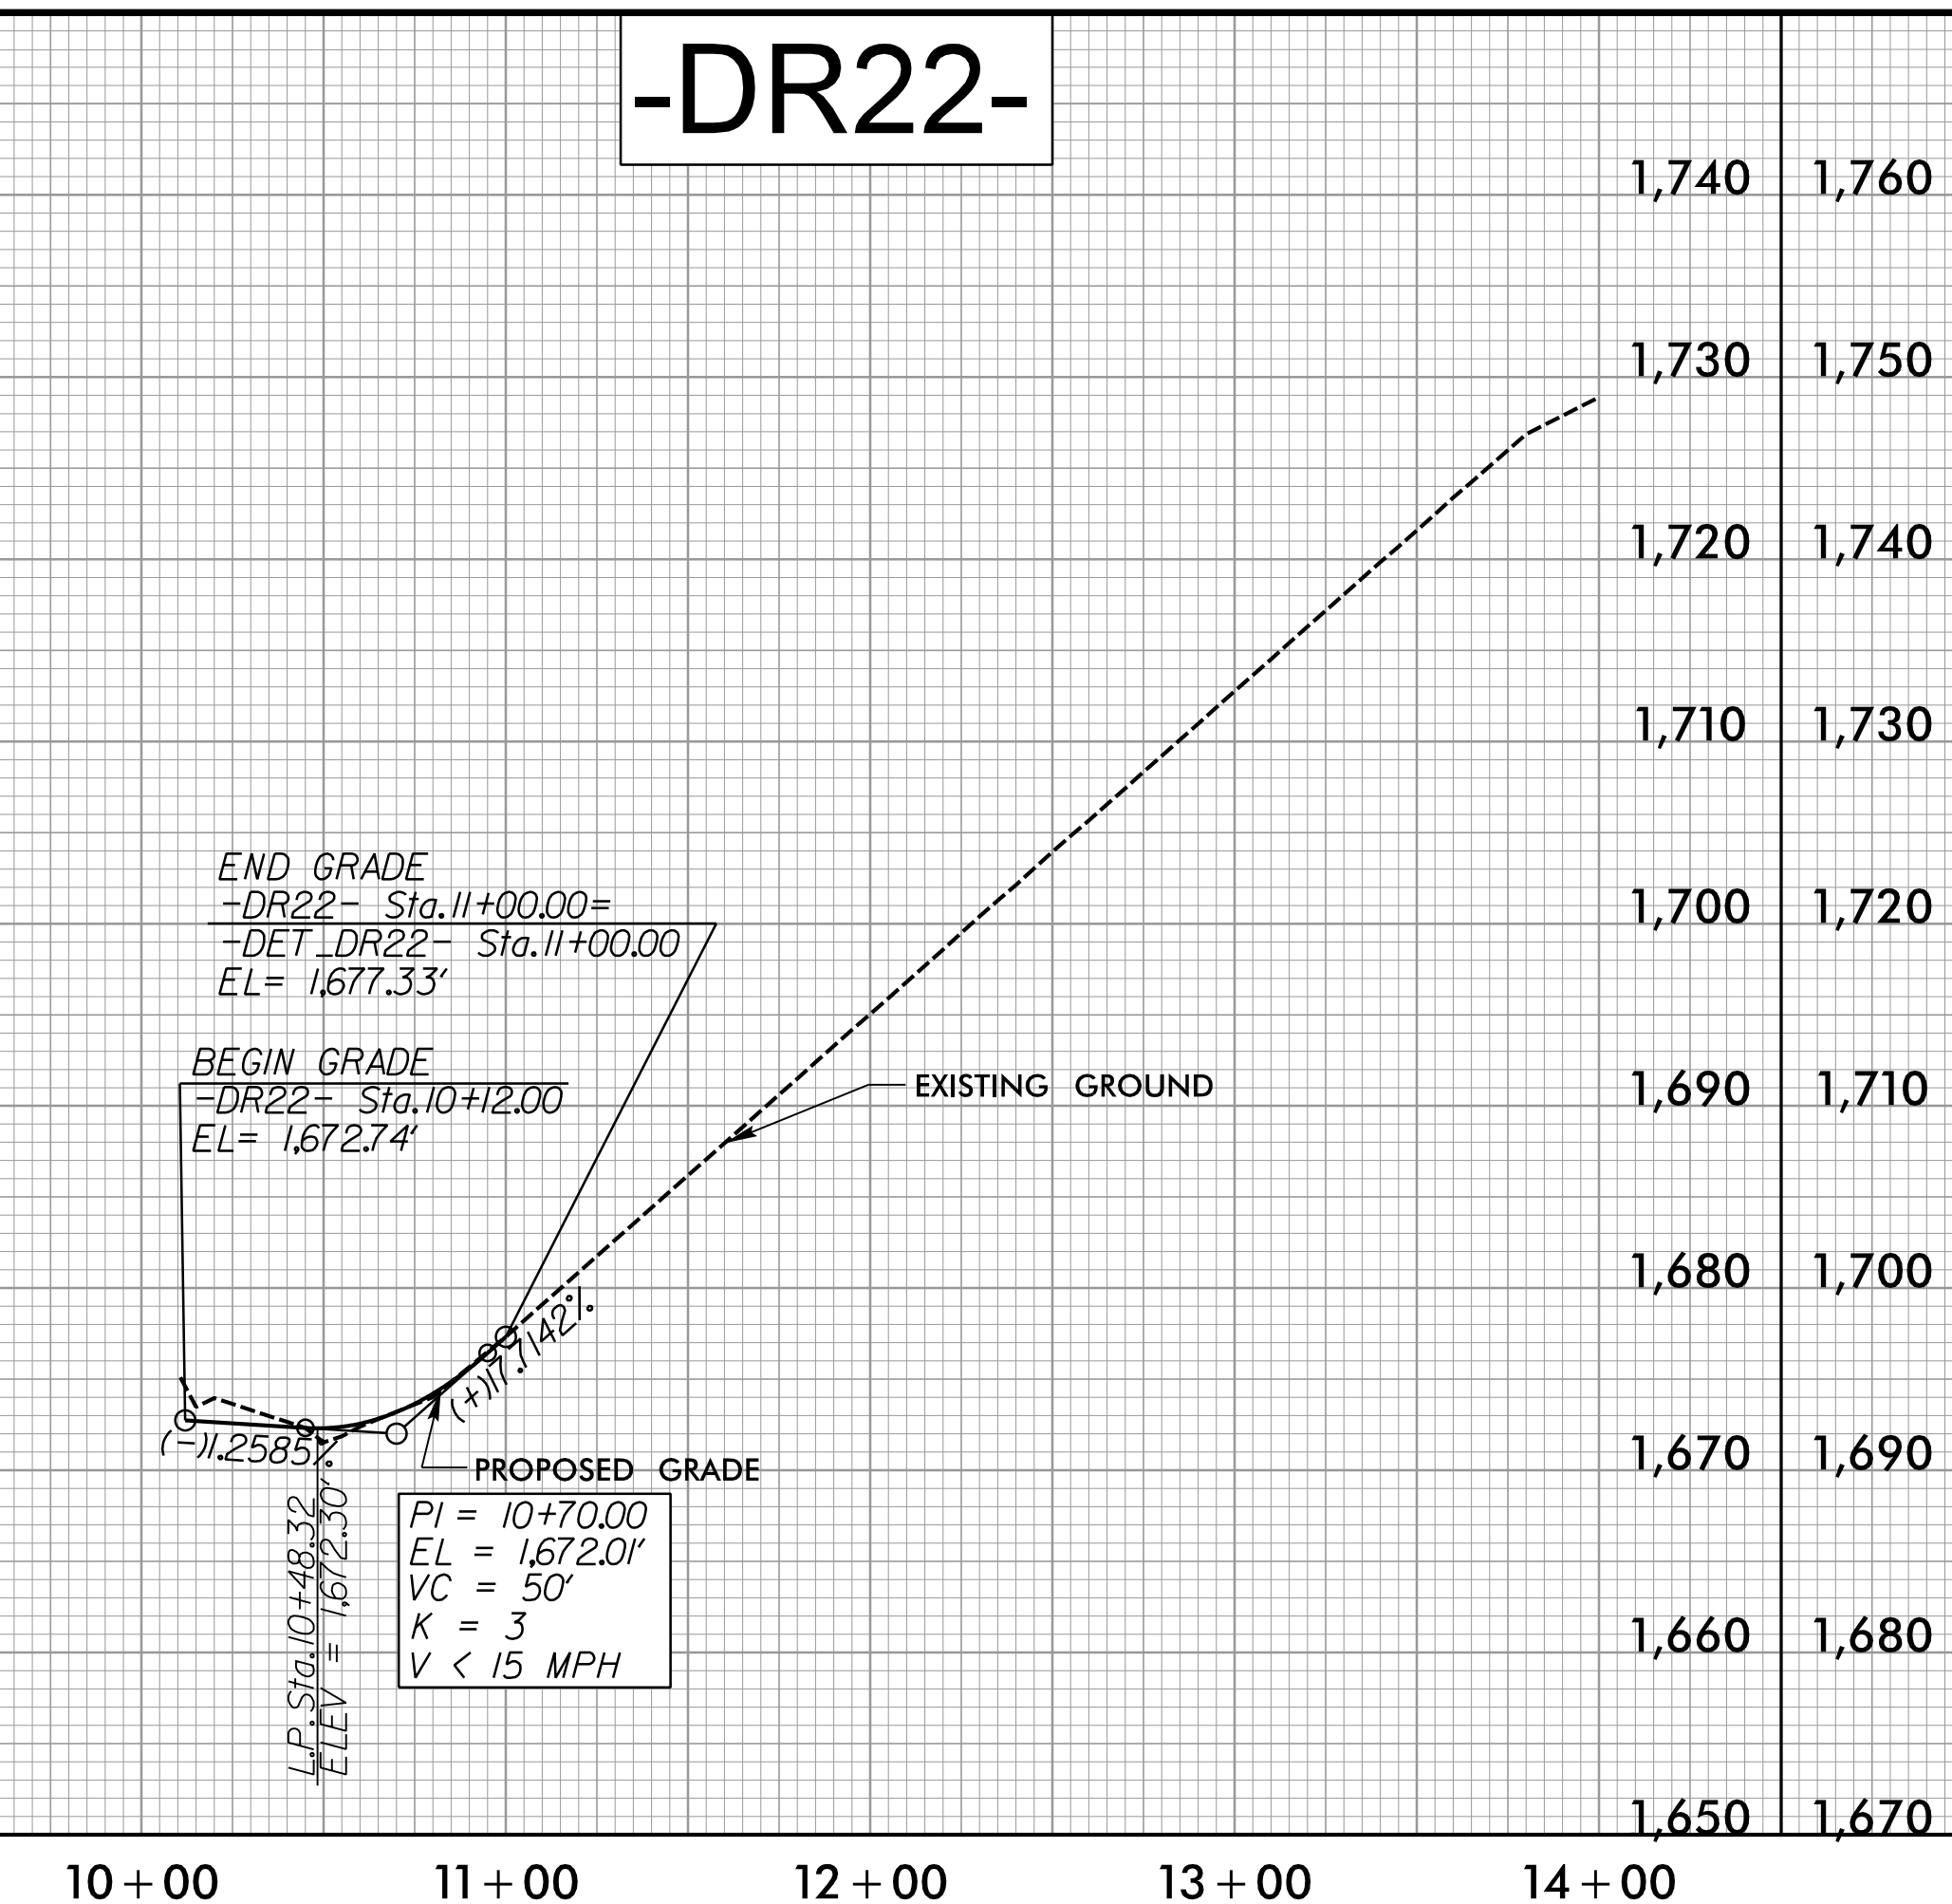 -DR22-
1,740 1,760
1,730 1,750
1,720 1,740
1,710 1,730
1,700 1,720
1,690 1,710
1,680 1,700
1,670 1,690
1,660 1,680
1,650 1,670
END GRADE
-DR22- Sta.11+00.00=
-DET_DR22- Sta.11+00.00
EL= 1,677.33'
BEGIN GRADE
-DR22- Sta.10+12.00
EL= 1,672.74'
EXISTING GROUND
(+)17.7142%
(-)1.2585%
PROPOSED GRADE
PI = 10+70.00
EL = 1,672.01'
VC = 50'
K = 3
V < 15 MPH
L.P.Sta.10+48.32
ELEV = 1,672.30'
10+00 11+00 12+00 13+00 14+00